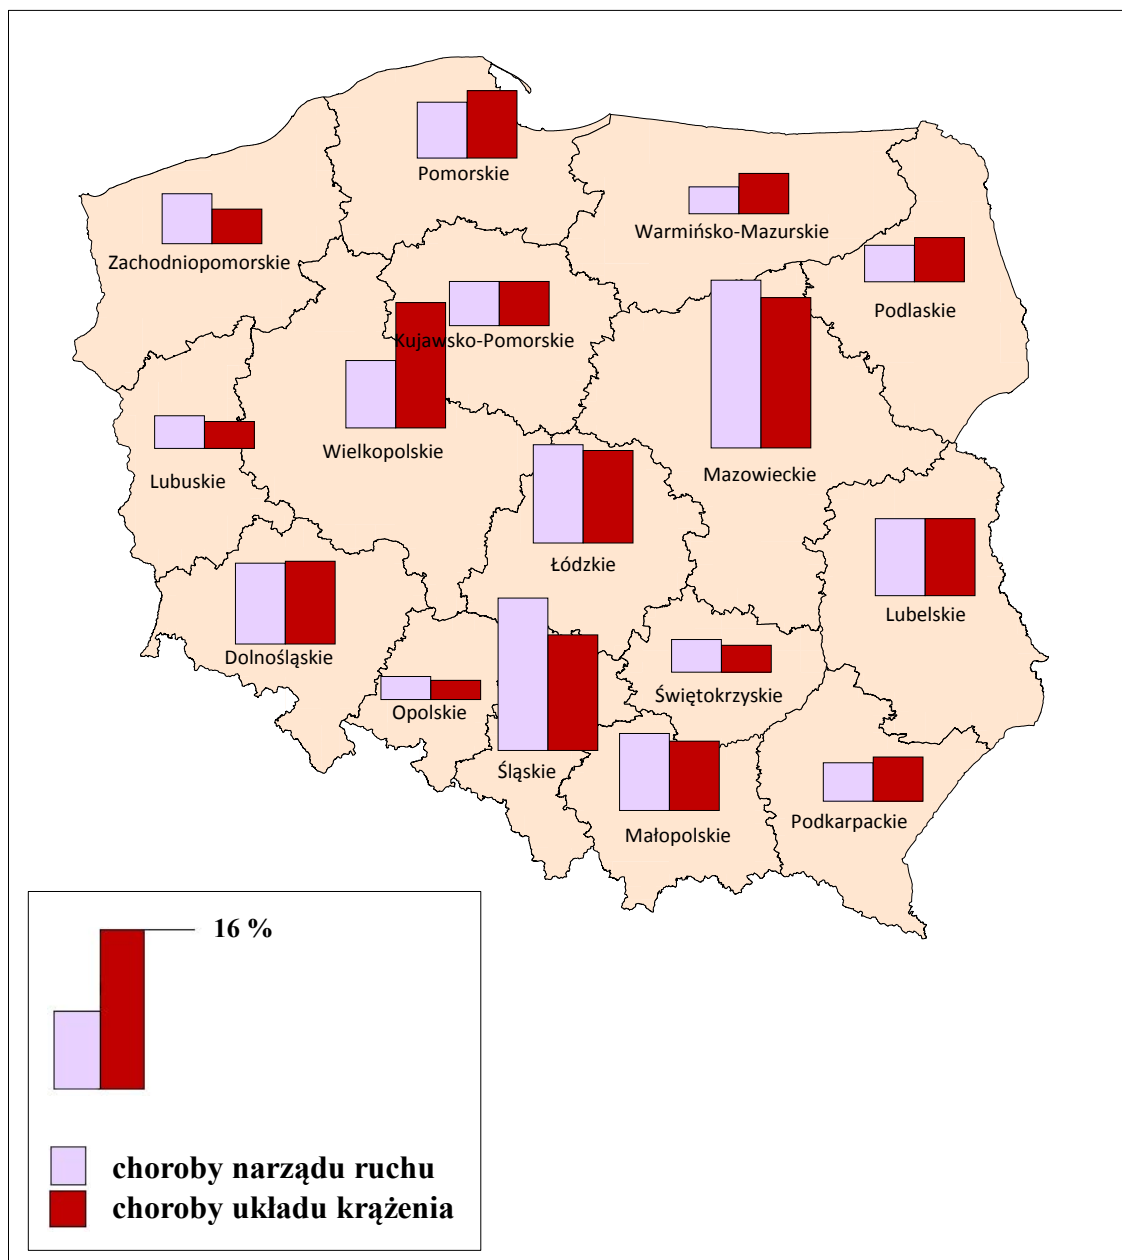 Pomorskie
Warmińsko-Mazurskie
Zachodniopomorskie
Podlaskie
Kujawsko-Pomorskie
Wielkopolskie
Mazowieckie
Lubuskie
Łódzkie
Lubelskie
Dolnośląskie
Świętokrzyskie
Opolskie
Śląskie
Podkarpackie
Małopolskie
16 %
choroby narządu ruchu
choroby układu krążenia